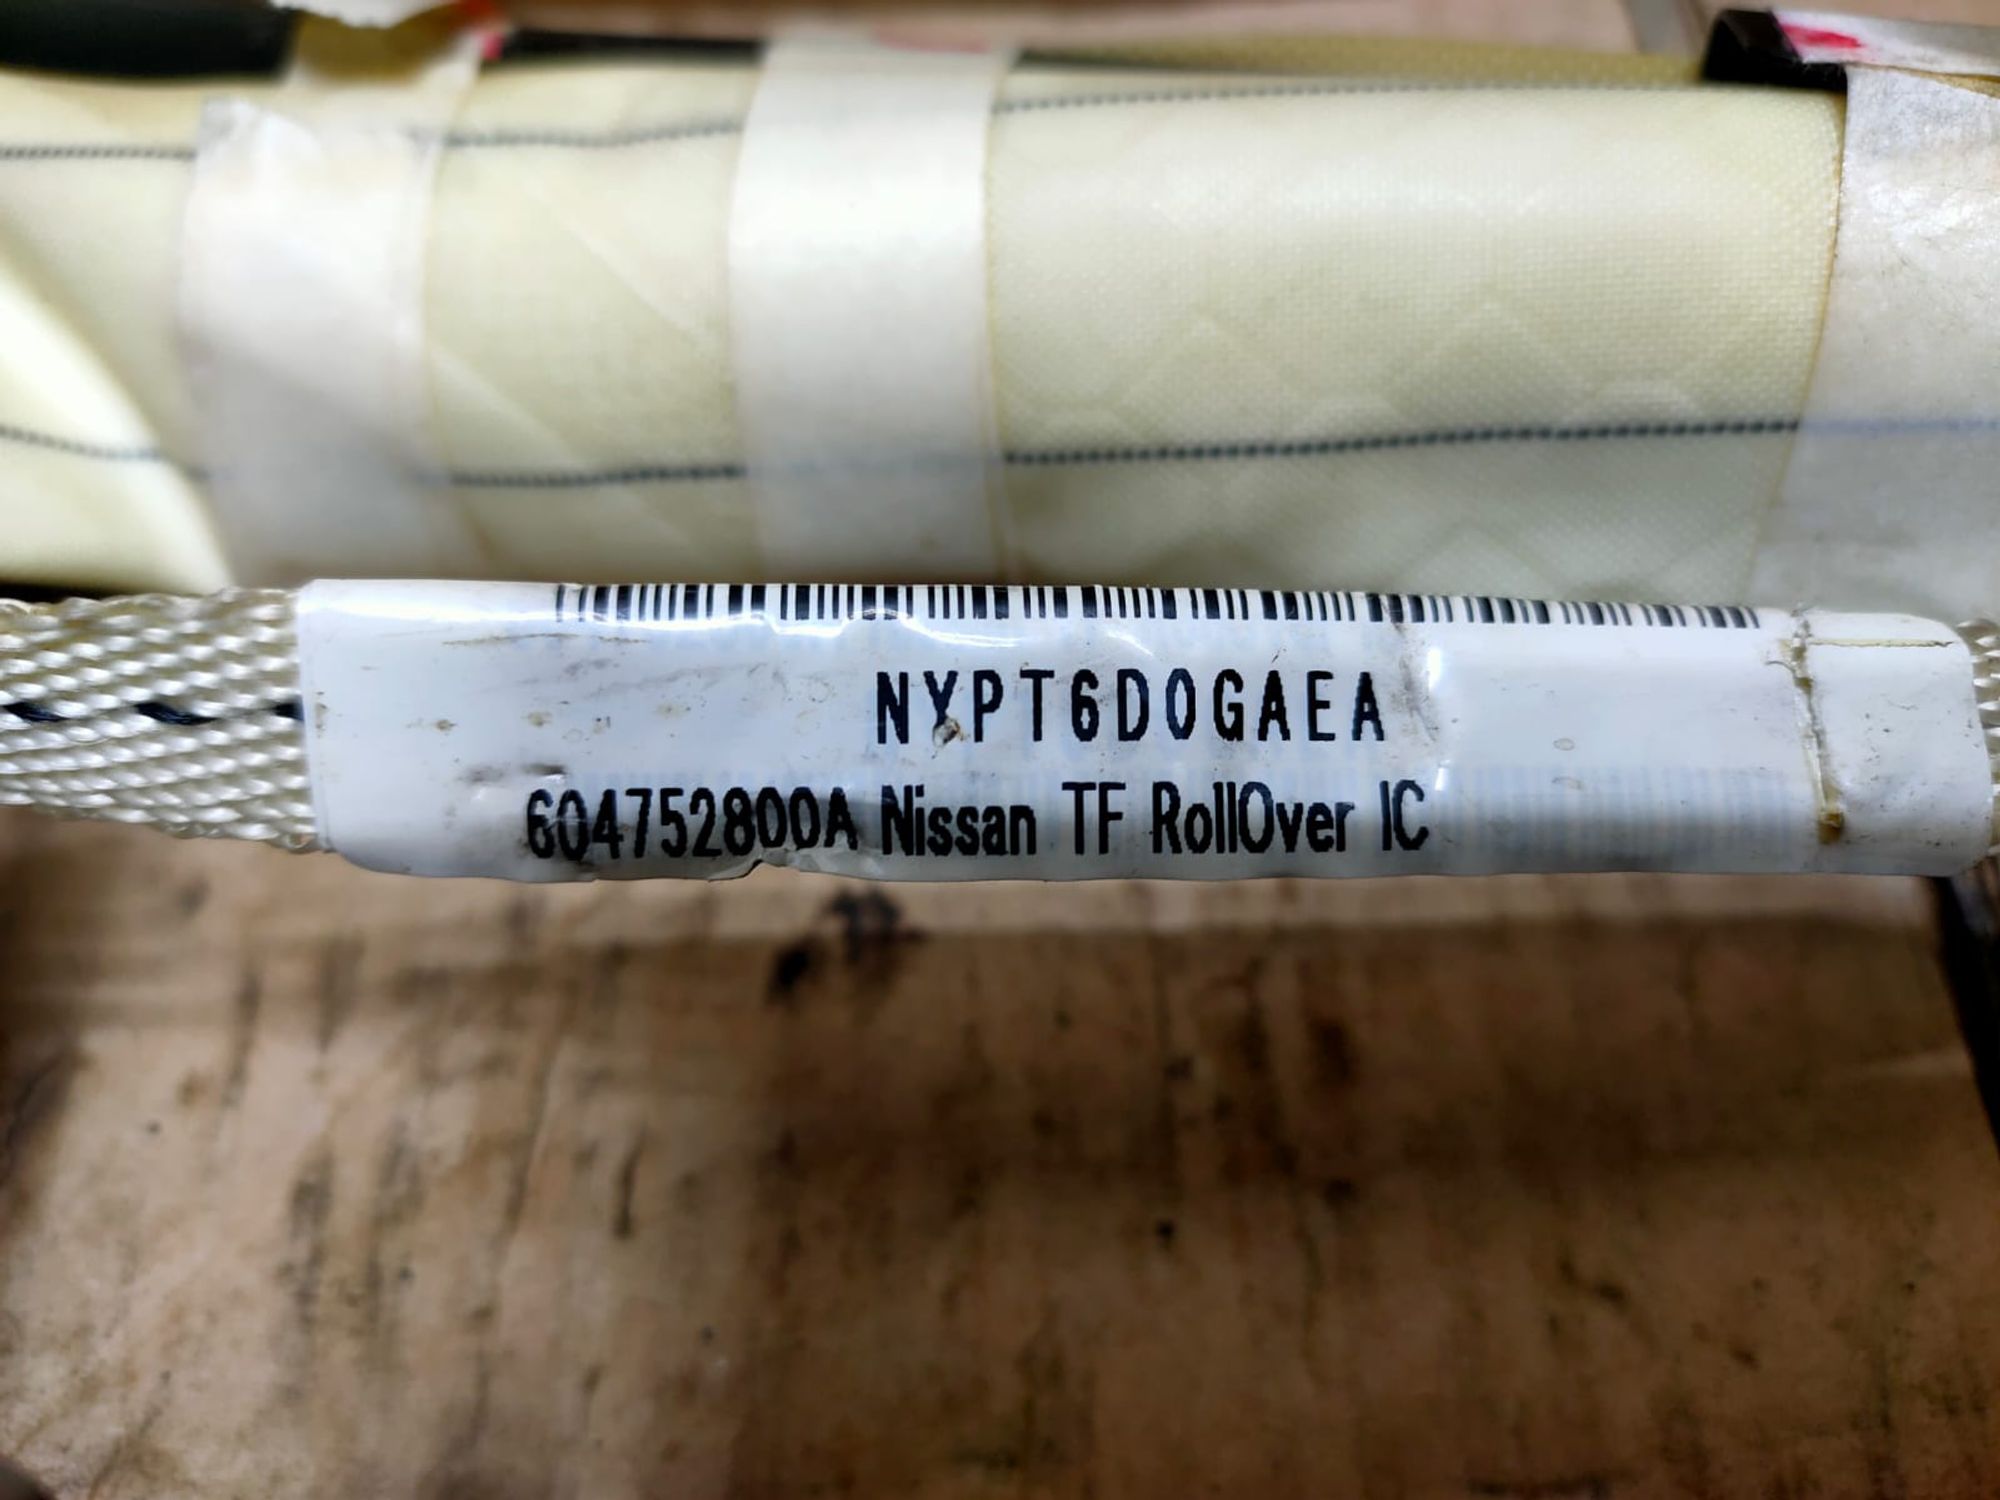 NYPT6D0GAEA
604752800A Nissan TF RollOver IC